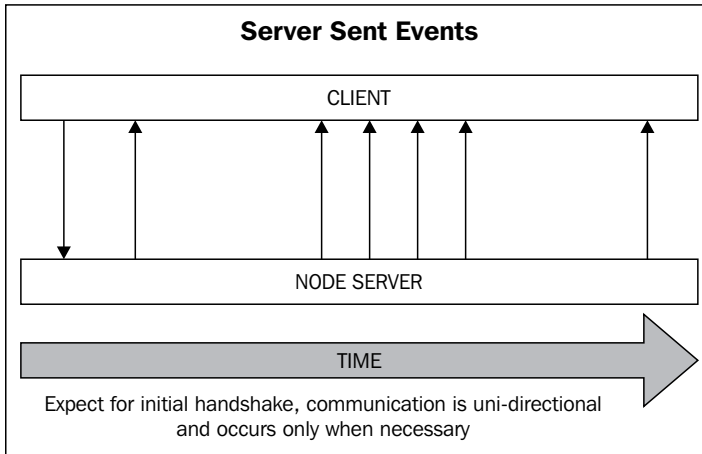 Server Sent Events
CLIENT
NODE SERVER
TIME
Expect for initial handshake, communication is uni-directional
and occurs only when necessary